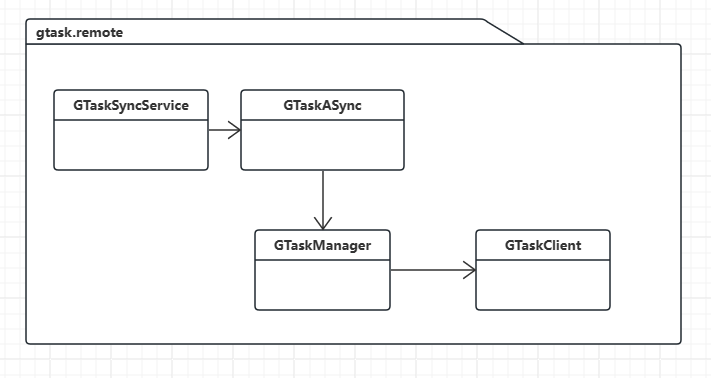 gtask.remote
GTaskSyncService
GTaskASync
GTaskManager
GTaskClient